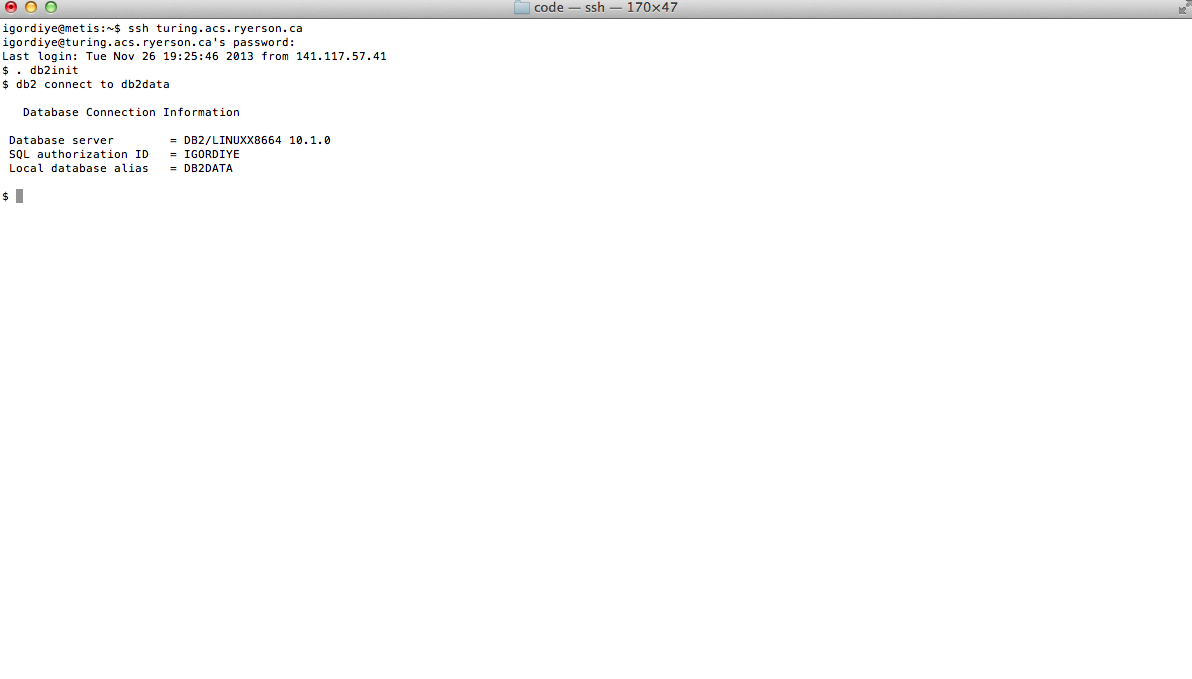 code — ssh — 170×47
igordiye@metis:~$ ssh turing.acs.ryerson.ca
igordiye@turing.acs.ryerson.ca's password:
Last login: Tue Nov 26 19:25:46 2013 from 141.117.57.41
$ . db2init
$ db2 connect to db2data
Database Connection Information
Database server = DB2/LINUXX8664 10.1.0
SQL authorization ID = IGORDIYE
Local database alias = DB2DATA
$